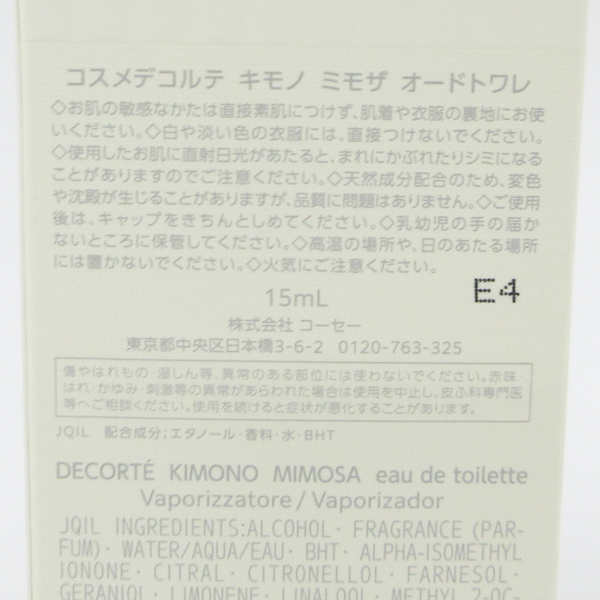 コスメデコルテ キモノ ミモザ オードトワレ
◇お肌の敏感なかたは直接素肌につけず、肌着や衣服の裏地にお使
いください。◇白や淡い色の衣服には、直接つけないでください。
◇使用したお肌に直射日光があたると、まれにかぶれたりシミになる
ことがありますのでご注意ください。◇天然成分配合のため、変色
や沈殿が生じることがありますが、品質に問題はありません。◇ご使用
後は、キャップをきちんとしめてください。◇乳幼児の手の届か
ないところに保管してください。◇高温の場所や、日のあたる場所
には置かないでください。◇火気にご注意ください。
15mL
E4
株式会社 コーセー
東京都中央区日本橋3-6-2 0120-763-325
傷やはれもの・湿しん等、異常のある部位には使わないでください。赤味・
はれ・かゆみ・刺激等の異常があらわれた場合は使用を中止し、皮ふ科専門医
等へご相談ください。使用を続けると症状が悪化することがあります。
JQIL 配合成分;エタノール・香料・水・BHT
DECORTÉ KIMONO MIMOSA eau de toilette
Vaporizzatore / Vaporizador
JQIL INGREDIENTS:ALCOHOL· FRAGRANCE (PAR-
FUM)· WATER/AQUA/EAU· BHT· ALPHA-ISOMETHYL
IONONE· CITRAL· CITRONELLOL· FARNESOL·
GERANIOL· LIMONENE· LINALOOL· METHYL 2-OC-